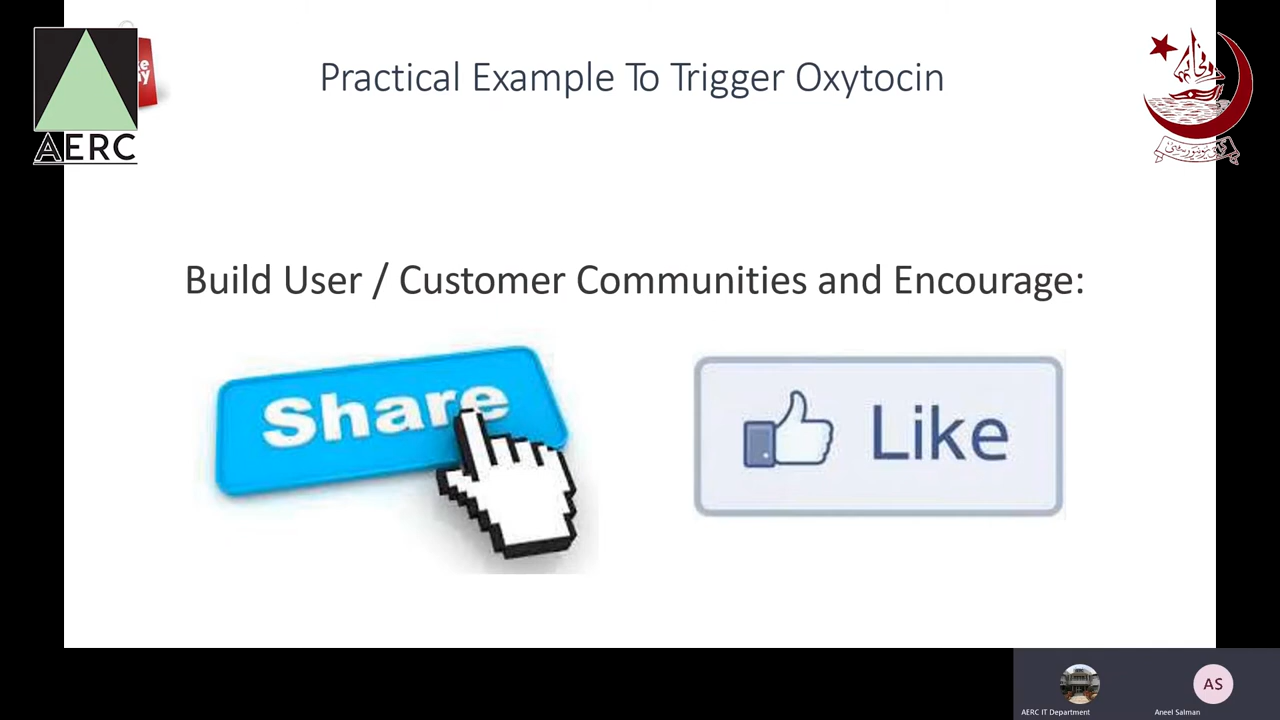 Practical Example To Trigger Oxytocin
AERC
Build User / Customer Communities and Encourage:
Share
Like
AS
AERC IT Department
Aneel Salman